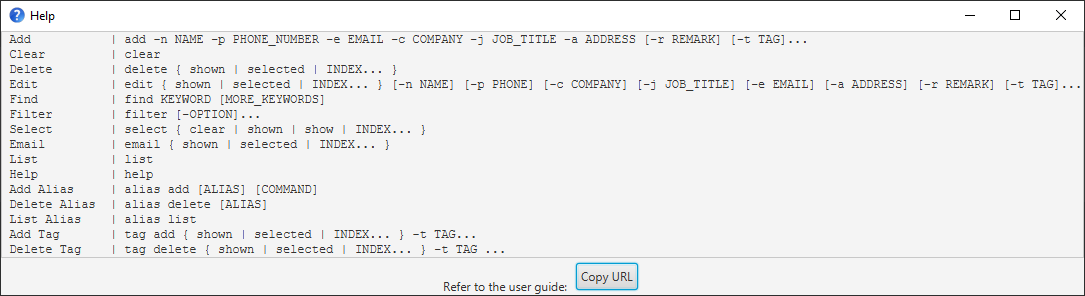 Help
Add | add -n NAME -p PHONE_NUMBER -e EMAIL -c COMPANY -j JOB_TITLE -a ADDRESS [-r REMARK] [-t TAG]...
Clear | clear
Delete | delete { shown | selected | INDEX... }
Edit | edit { shown | selected | INDEX... } [-n NAME] [-p PHONE] [-c COMPANY] [-j JOB_TITLE] [-e EMAIL] [-a ADDRESS] [-r REMARK] [-t TAG]...
Find | find KEYWORD [MORE_KEYWORDS]
Filter | filter [-OPTION]...
Select | select { clear | shown | show | INDEX... }
Email | email { shown | selected | INDEX... }
List | list
Help | help
Add Alias | alias add [ALIAS] [COMMAND]
Delete Alias | alias delete [ALIAS]
List Alias | alias list
Add Tag | tag add { shown | selected | INDEX... } -t TAG...
Delete Tag | tag delete { shown | selected | INDEX... } -t TAG ...
Refer to the user guide: Copy URL